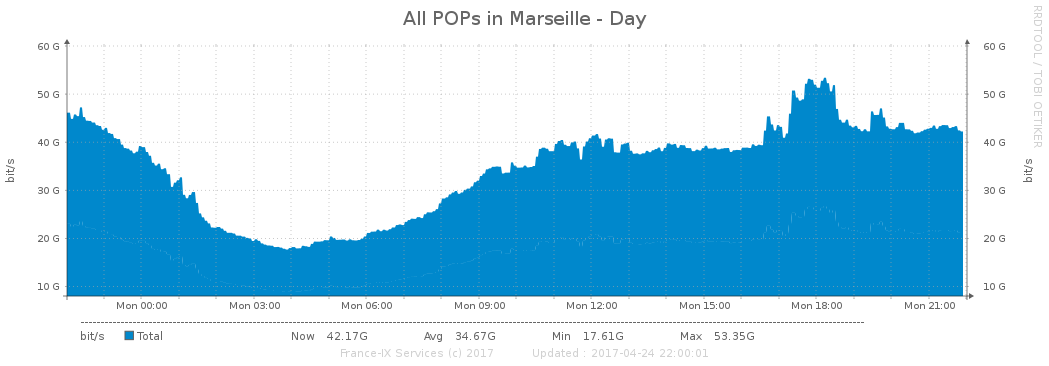 All POPs in Marseille - Day
RRDTOOL / TOBI OETIKER
60 G 60 G
50 G 50 G
40 G 40 G
30 G 30 G
20 G 20 G
10 G 10 G
bit/s bit/s
Mon 00:00 Mon 03:00 Mon 06:00 Mon 09:00 Mon 12:00 Mon 15:00 Mon 18:00 Mon 21:00
bit/s Total Now 42.17G Avg 34.67G Min 17.61G Max 53.35G
France-IX Services (c) 2017 Updated : 2017-04-24 22:00:01